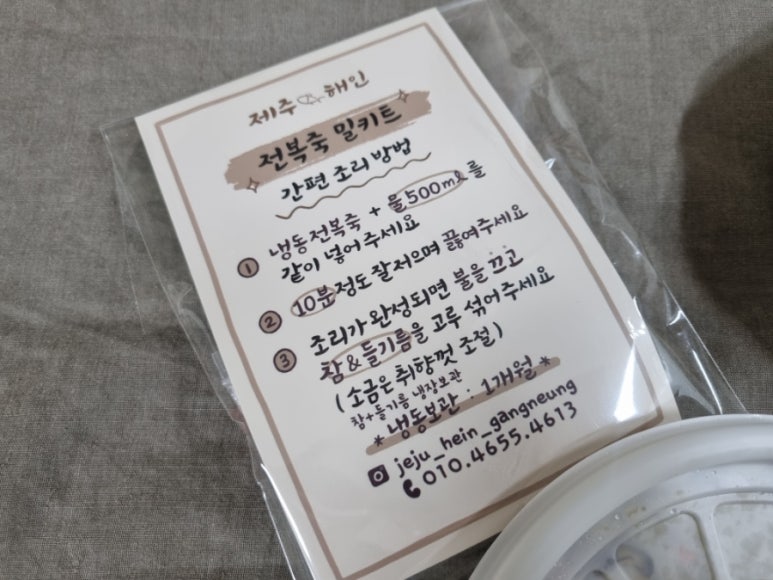 제주 해인
전복죽 밀키트
간편 조리 방법
1 냉동 전복죽 + 물 500ml 를
같이 넣어 주세요
2 10분 정도 잘 저으며 끓여주세요
3 조리가 완성되면 불을 끄고
참&들기름을 고루 섞어 주세요
(소금은 취향껏 조절)
참+들기름 냉장보관
*냉동보관 : 1개월*
jeju_hein_gangneung
010.4655.4613